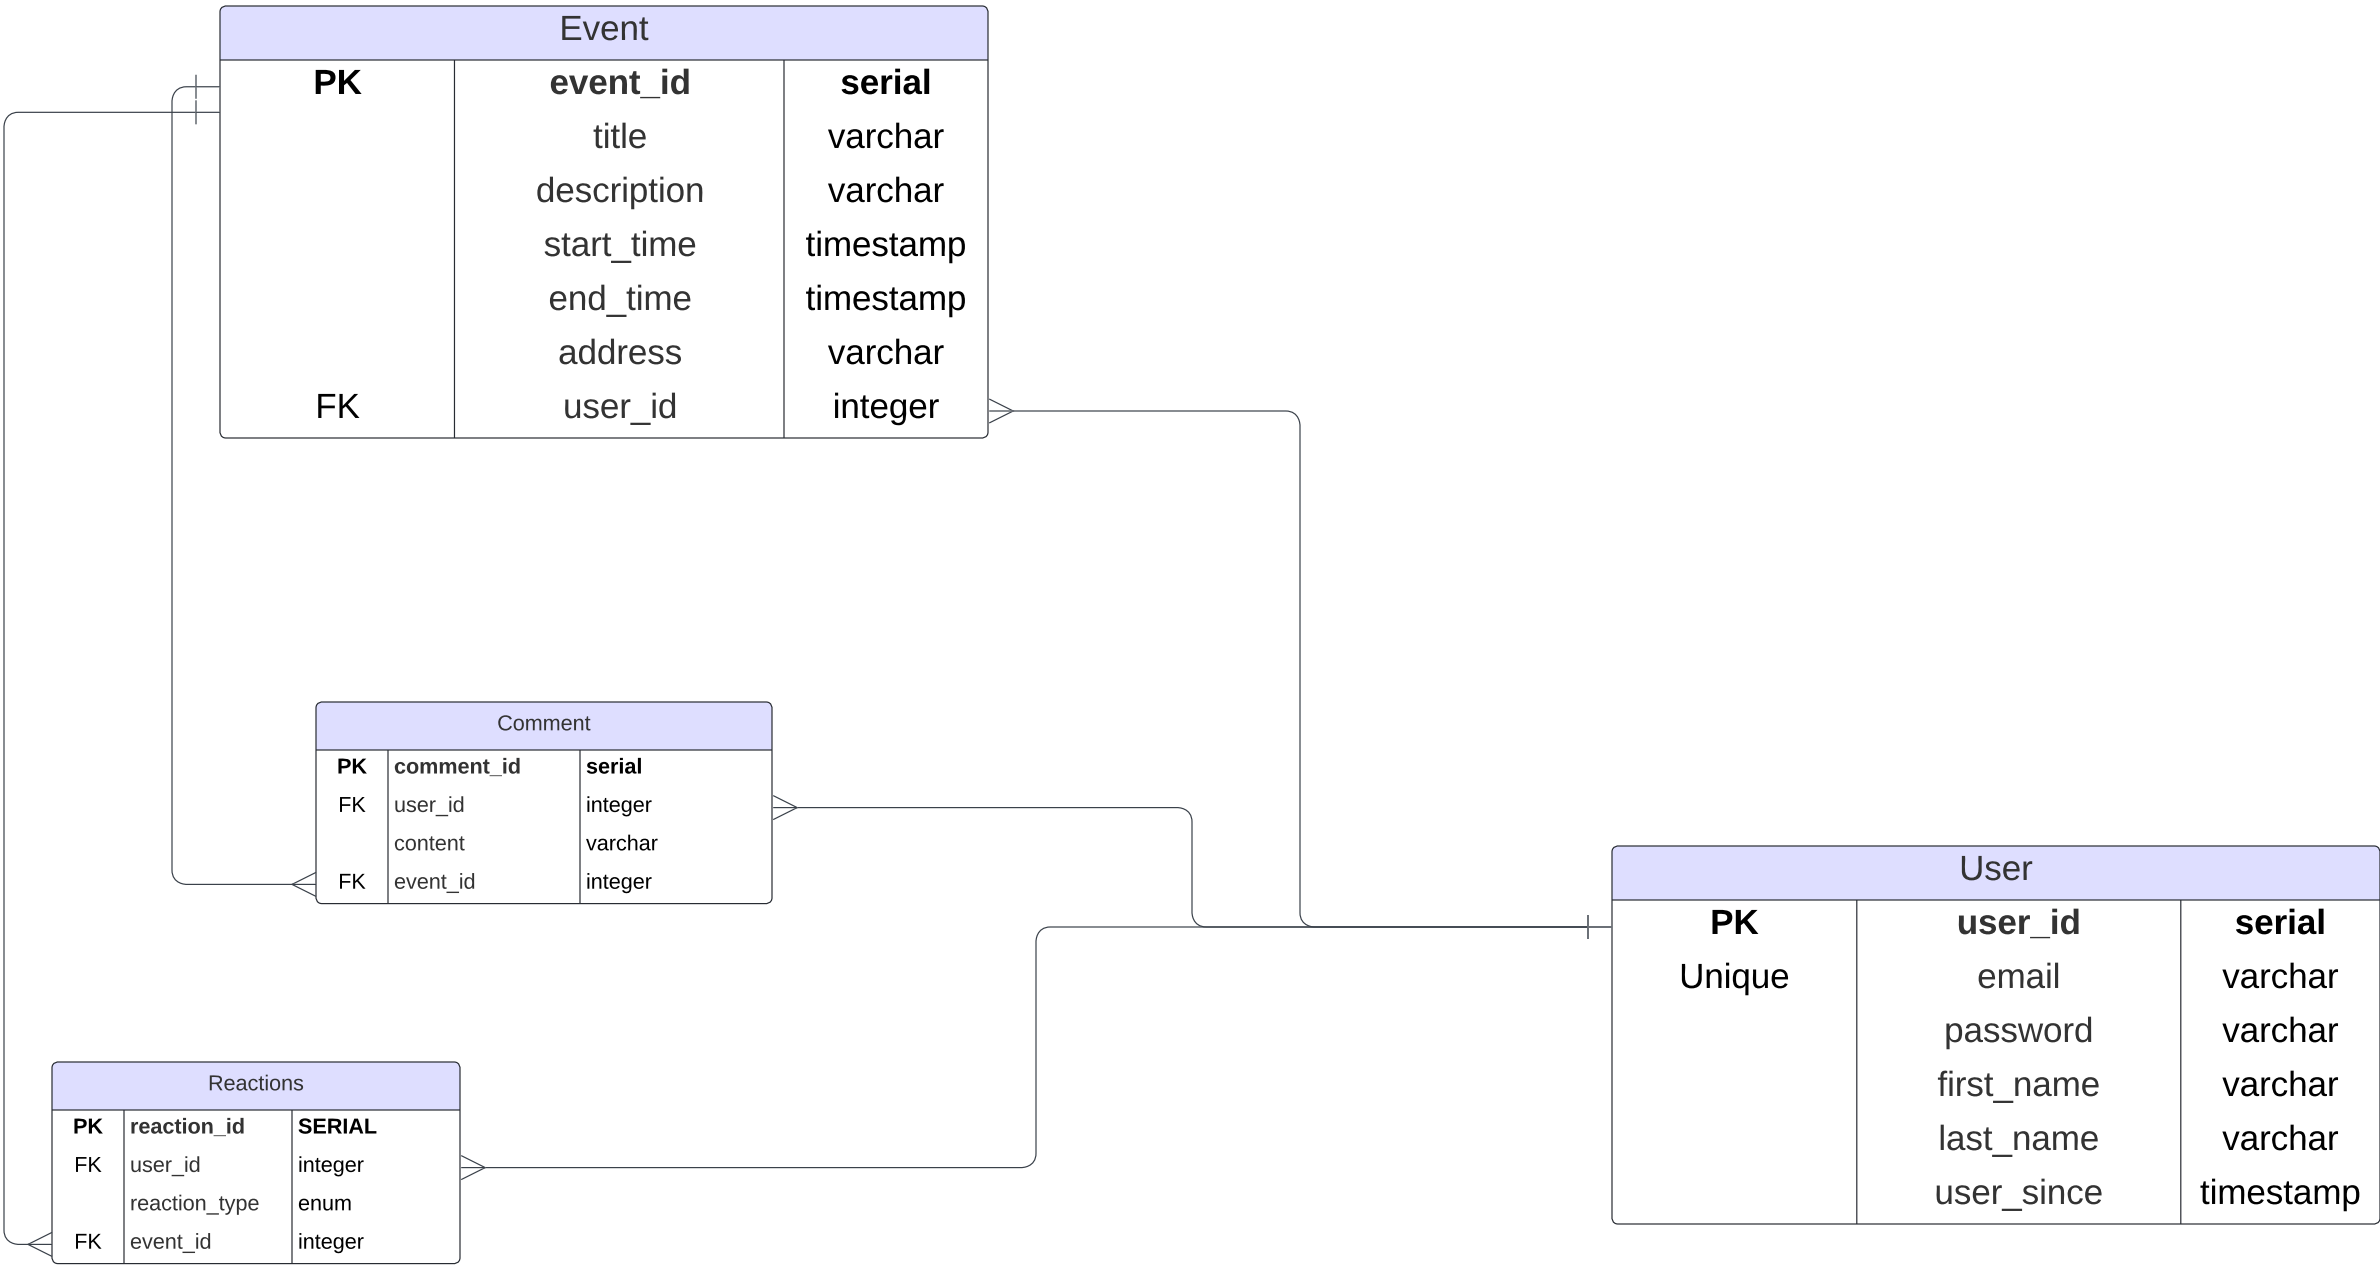 Event
PK event_id serial
title varchar
description varchar
start_time timestamp
end_time timestamp
address varchar
FK user_id integer
Comment
PK comment_id serial
FK user_id integer
content varchar
FK event_id integer
User
PK user_id serial
Unique email varchar
password varchar
first_name varchar
last_name varchar
user_since timestamp
Reactions
PK reaction_id SERIAL
FK user_id integer
reaction_type enum
FK event_id integer